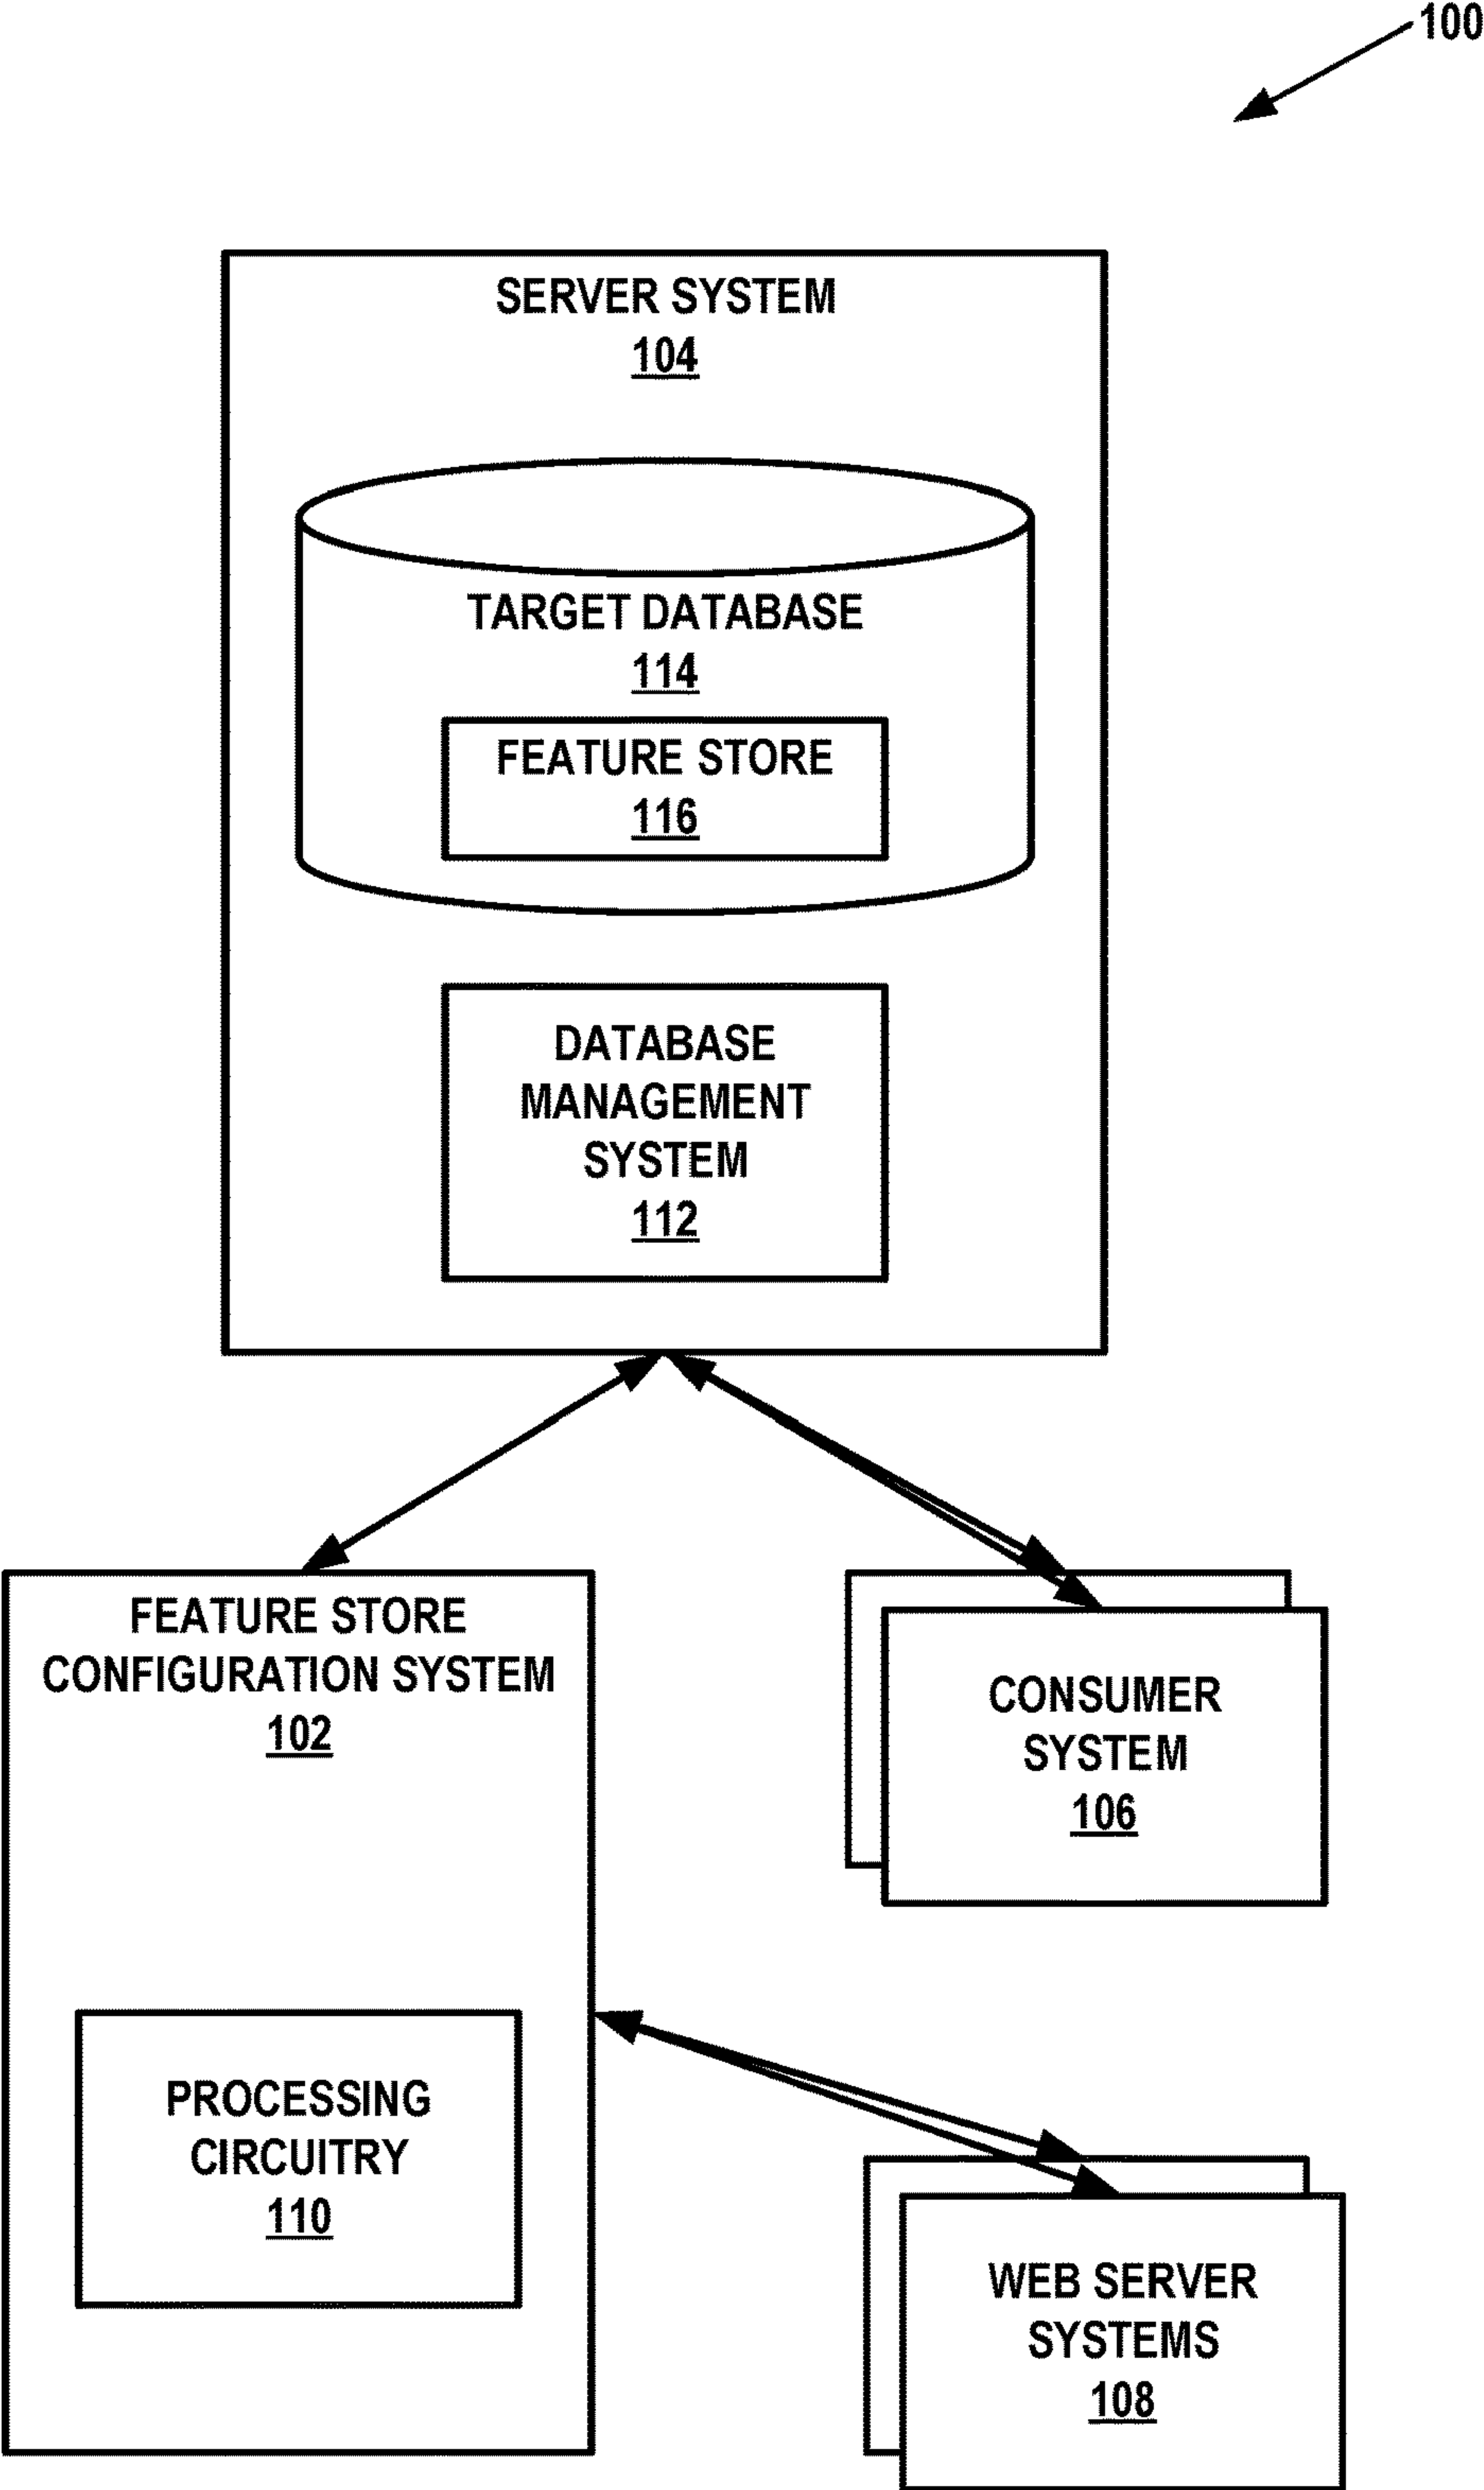 100
SERVER SYSTEM
104
TARGET DATABASE
114
FEATURE STORE
116
DATABASE
MANAGEMENT
SYSTEM
112
FEATURE STORE
CONFIGURATION SYSTEM
102
CONSUMER
SYSTEM
106
PROCESSING
CIRCUITRY
110
WEB SERVER
SYSTEMS
108